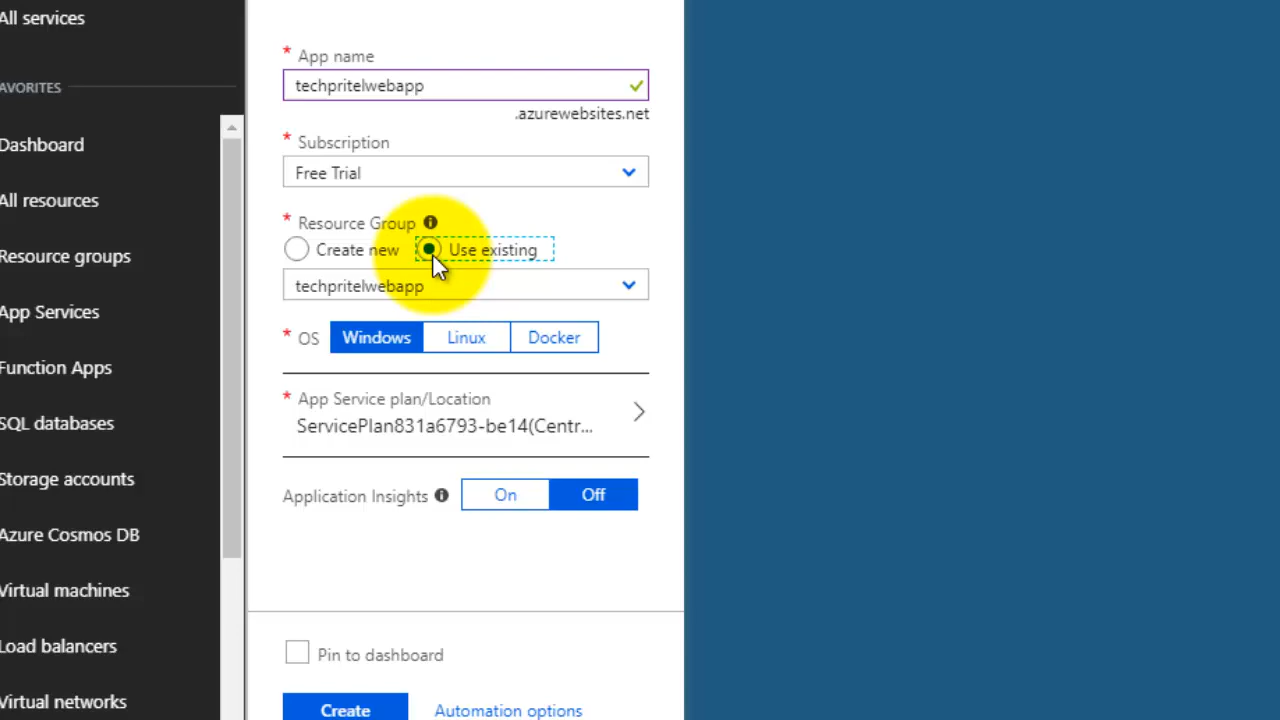 All services
AVORITES
Dashboard
All resources
Resource groups
App Services
Function Apps
SQL databases
Storage accounts
Azure Cosmos DB
Virtual machines
Load balancers
Virtual networks
* App name
techpritelwebapp
.azurewebsites.net
* Subscription
Free Trial
* Resource Group
Create new Use existing
techpritelwebapp
* OS Windows Linux Docker
* App Service plan/Location
ServicePlan831a6793-be14(Centr...
Application Insights On Off
Pin to dashboard
Create Automation options